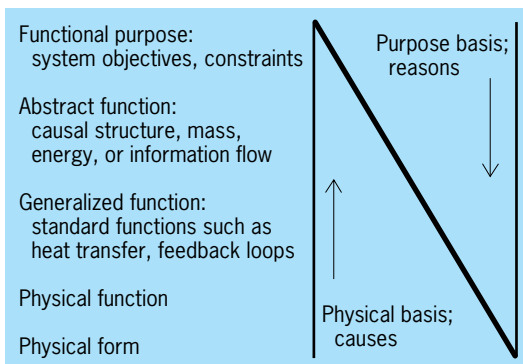 Functional purpose:
system objectives, constraints
Abstract function:
causal structure, mass,
energy, or information flow
Generalized function:
standard functions such as
heat transfer, feedback loops
Physical function
Physical form
Purpose basis;
reasons
Physical basis;
causes